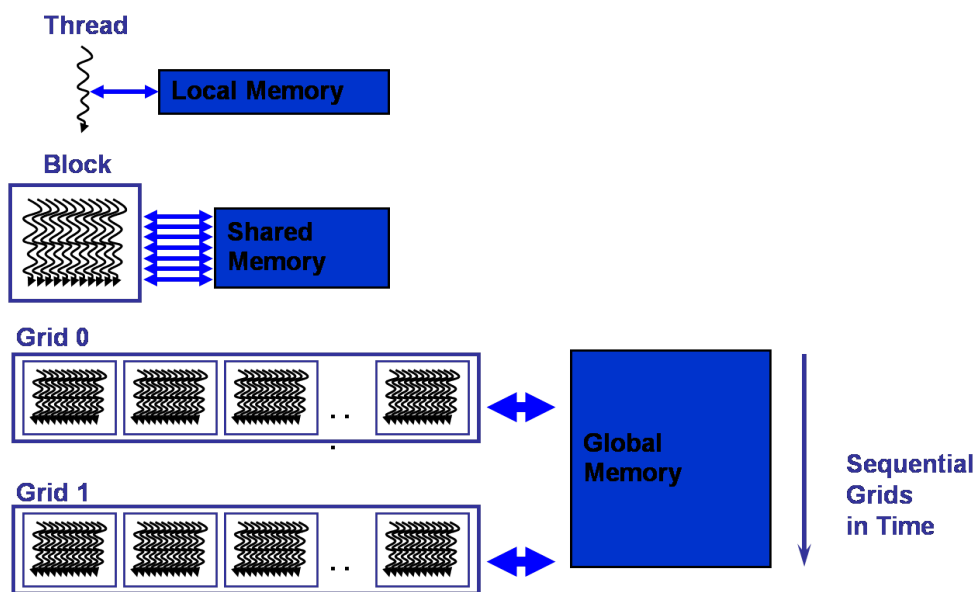 Thread
Local Memory
Block
Shared
Memory
Grid 0
. .
.
Global
Memory
Sequential
Grids
in Time
Grid 1
. .